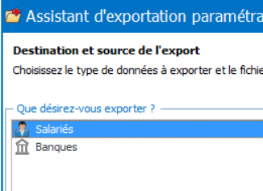 Assistant d'exportation paramétra
Destination et source de l'export
Choisissez le type de données à exporter et le fichie
Que désirez-vous exporter ?
Salariés
Banques